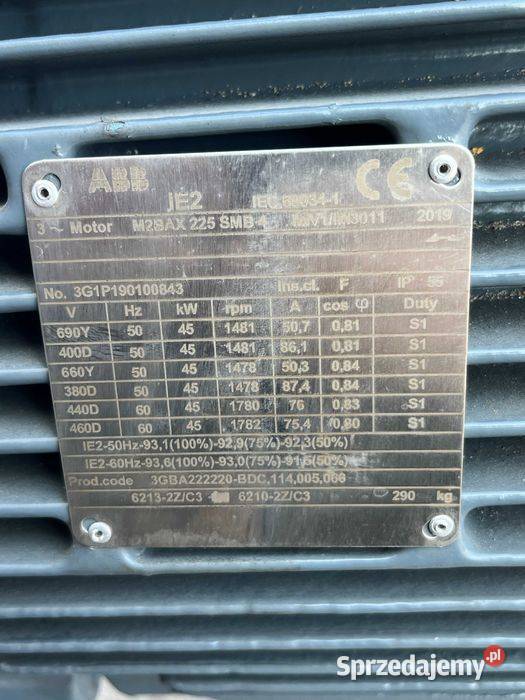 ABB IE2 IEC 60034-1 CE
3 ~ Motor M2BAX 225 SMB 4 IMV1/IM3011 2019
No. 3G1P190100843 Ins.cl. F IP 55
V Hz kW rpm A cos φ Duty
690Y 50 45 1481 50,7 0,81 S1
400D 50 45 1481 86,1 0,81 S1
660Y 50 45 1478 50,3 0,84 S1
380D 50 45 1478 87,4 0,84 S1
440D 60 45 1780 76 0,83 S1
460D 60 45 1782 75,4 0,80 S1
IE2-50Hz-93,1(100%)-92,9(75%)-92,3(50%)
IE2-60Hz-93,6(100%)-93,0(75%)-91,5(50%)
Prod.code 3GBA222220-BDC,114,005,066
6213-2Z/C3 6210-2Z/C3 290 kg
Sprzedajemy.pl